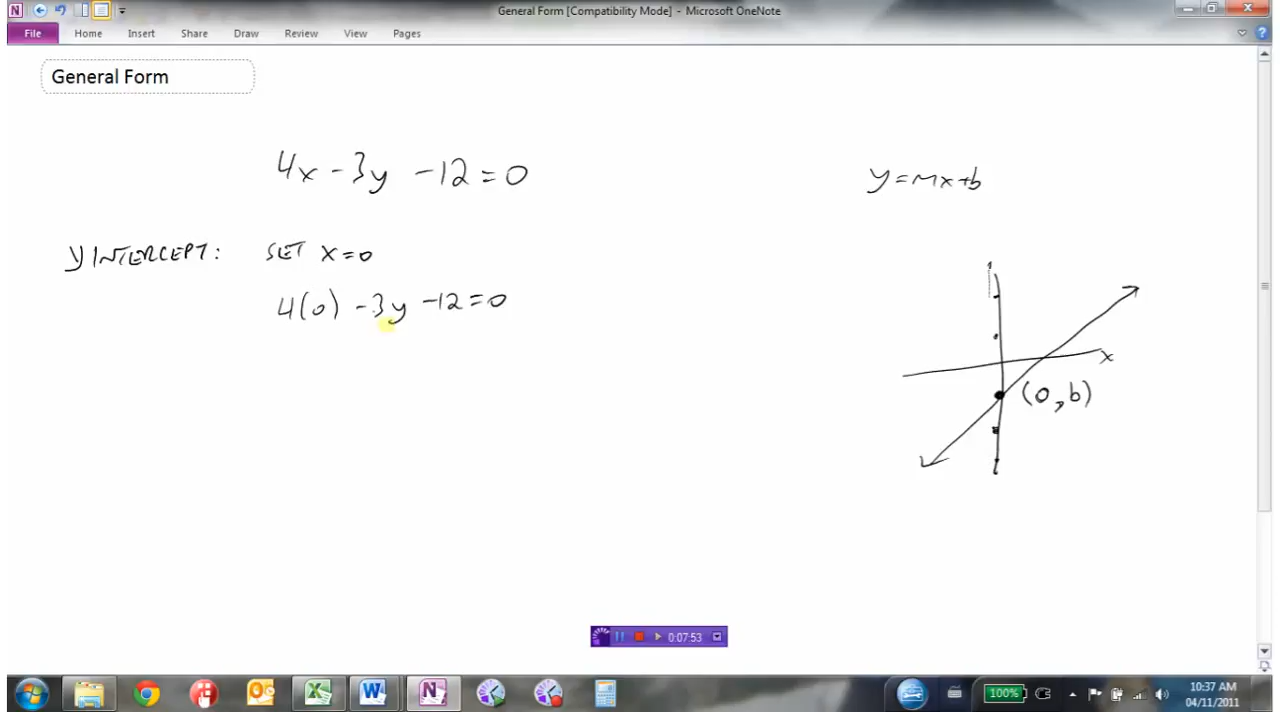 General Form [Compatibility Mode] - Microsoft OneNote
File Home Insert Share Draw Review View Pages
General Form
4x - 3y - 12 = 0
y = mx + b
Y INTERCEPT: SET x = 0
4(0) - 3y - 12 = 0
x
(0, b)
0:07:53
100%
10:37 AM
04/11/2011